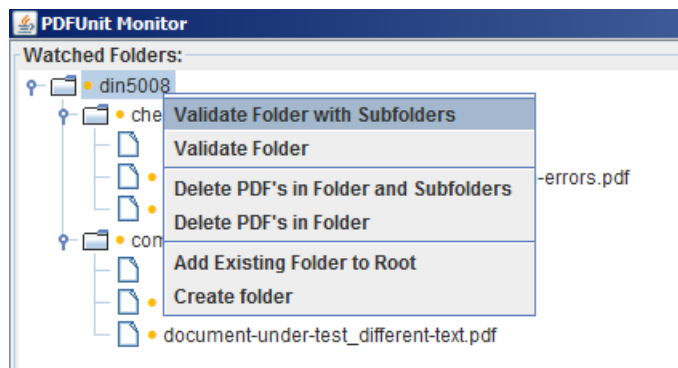 PDFUnit Monitor
Watched Folders:
din5008
che
Validate Folder with Subfolders
Validate Folder
-errors.pdf
Delete PDF's in Folder and Subfolders
Delete PDF's in Folder
com
Add Existing Folder to Root
Create folder
document-under-test_different-text.pdf